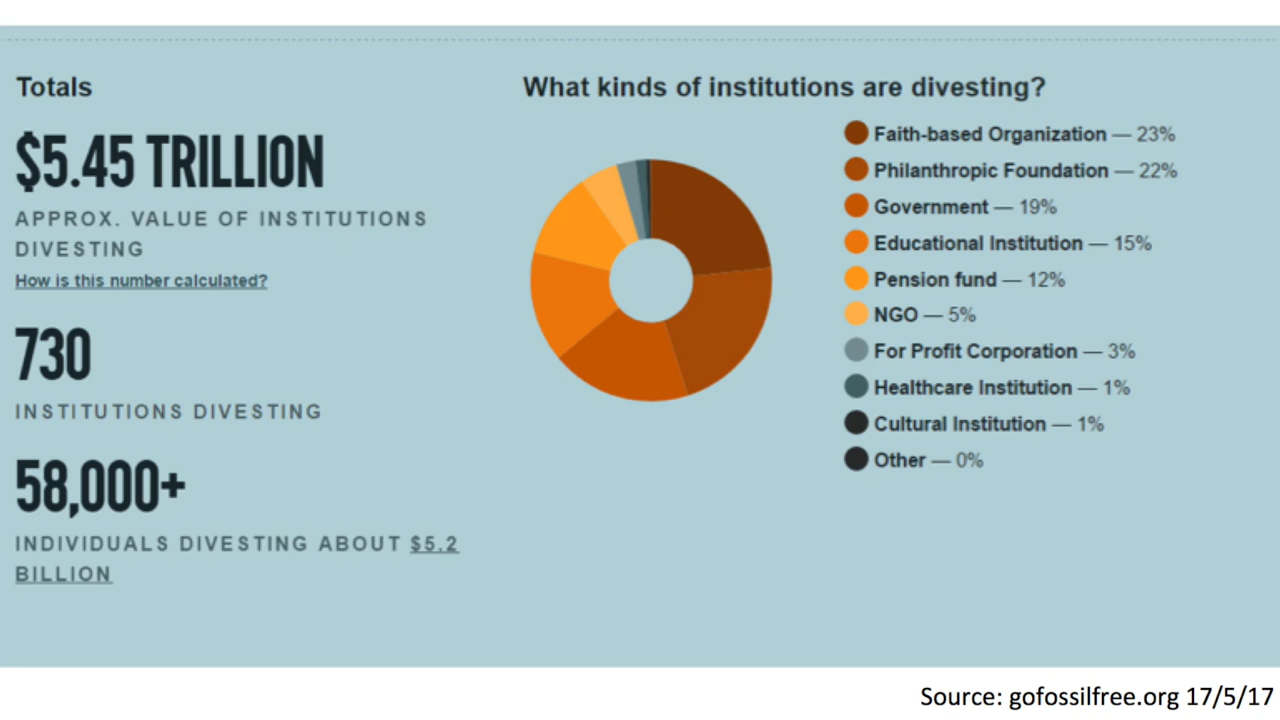 Totals
$5.45 TRILLION
APPROX. VALUE OF INSTITUTIONS
DIVESTING
How is this number calculated?
730
INSTITUTIONS DIVESTING
58,000+
INDIVIDUALS DIVESTING ABOUT $5.2
BILLION
What kinds of institutions are divesting?
Faith-based Organization — 23%
Philanthropic Foundation — 22%
Government — 19%
Educational Institution — 15%
Pension fund — 12%
NGO — 5%
For Profit Corporation — 3%
Healthcare Institution — 1%
Cultural Institution — 1%
Other — 0%
Source: gofossilfree.org 17/5/17